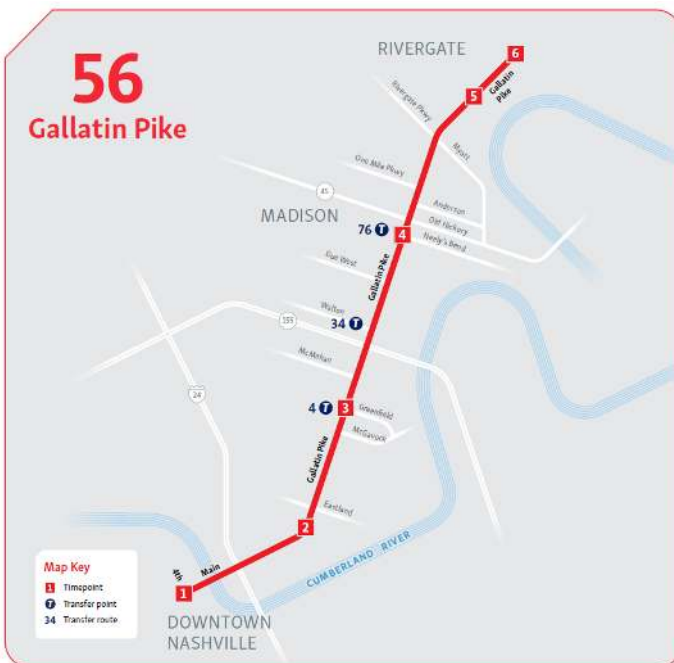 56
Gallatin Pike
RIVERGATE
6
5
Gallatin
Pike
Rivergate Pkwy
Myatt
One Mile Pkwy
45
Anderson
Old Hickory
Neely's Bend
MADISON
76 T
4
Due West
Gallatin Pike
Walton
155
34 T
McMahan
24
4 T
3
Greenfield
McGavock
Gallatin Pike
Eastland
2
CUMBERLAND RIVER
4th
Main
1
DOWNTOWN
NASHVILLE
Map Key
1 Timepoint
T Transfer point
34 Transfer route